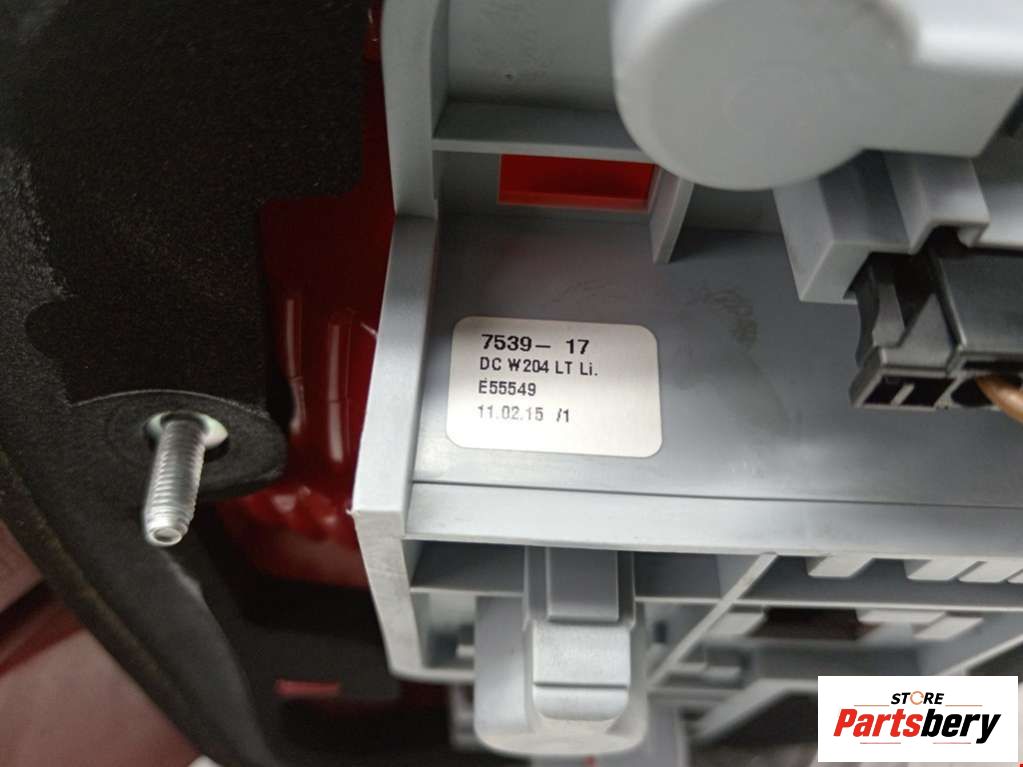 7539- 17
DC W204 LT Li.
E55549
11.02.15 /1
STORE
Partsbery